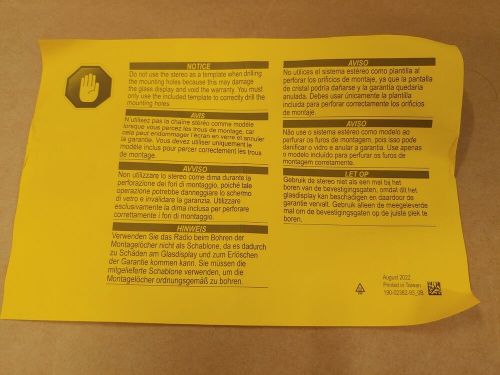 NOTICE
Do not use the stereo as a template when drilling
the mounting holes because this may damage
the glass display and void the warranty. You must
only use the included template to correctly drill the
mounting holes.
AVIS
N'utilisez pas la chaîne stéréo comme modèle
lorsque vous percez les trous de montage, car
cela peut endommager l'écran en verre et annuler
la garantie. Vous devez utiliser uniquement le
modèle inclus pour percer correctement les trous
de montage.
AVVISO
Non utilizzare lo stereo come dima durante la
perforazione dei fori di montaggio, poiché tale
operazione potrebbe danneggiare lo schermo
di vetro e invalidare la garanzia. Utilizzare
esclusivamente la dima inclusa per perforare
correttamente i fori di montaggio.
HINWEIS
Verwenden Sie das Radio beim Bohren der
Montagelöcher nicht als Schablone, da es dadurch
zu Schäden am Glasdisplay und zum Erlöschen
der Garantie kommen kann. Sie müssen die
mitgelieferte Schablone verwenden, um die
Montagelöcher ordnungsgemäß zu bohren.
AVISO
No utilices el sistema estéreo como plantilla al
perforar los orificios de montaje, ya que la pantalla
de cristal podría dañarse y la garantía quedaría
anulada. Debes usar únicamente la plantilla
incluida para perforar correctamente los orificios
de montaje.
AVISO
Não use o sistema estéreo como modelo ao
perfurar os furos de montagem, pois isso pode
danificar o vidro e anular a garantia. Use apenas
o modelo incluído para perfurar os furos de
montagem corretamente.
LET OP
Gebruik de stereo niet als een mal bij het
boren van de bevestigingsgaten, omdat dit het
glasdisplay kan beschadigen en daardoor de
garantie vervalt. Gebruik alleen de meegeleverde
mal om de bevestigingsgaten op de juiste plek te
boren.
August 2022
Printed in Taiwan
190-02382-93_0B